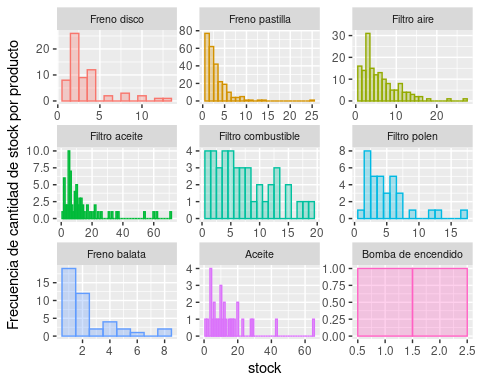 Freno disco Freno pastilla Filtro aire
20 10 0 80 60 40 20 0 30 20 10 0
0 5 10 0 5 10 15 20 25 0 10 20
Filtro aceite Filtro combustible Filtro polen
10.0 7.5 5.0 2.5 0.0 4 3 2 1 0 8 6 4 2 0
0 20 40 60 0 5 10 15 20 5 10 15
Freno balata Aceite Bomba de encendido
15 10 5 0 4 3 2 1 0 1.00 0.75 0.50 0.25 0.00
2 4 6 8 0 20 40 60 0.5 1.0 1.5 2.0 2.5
stock
Frecuencia de cantidad de stock por producto